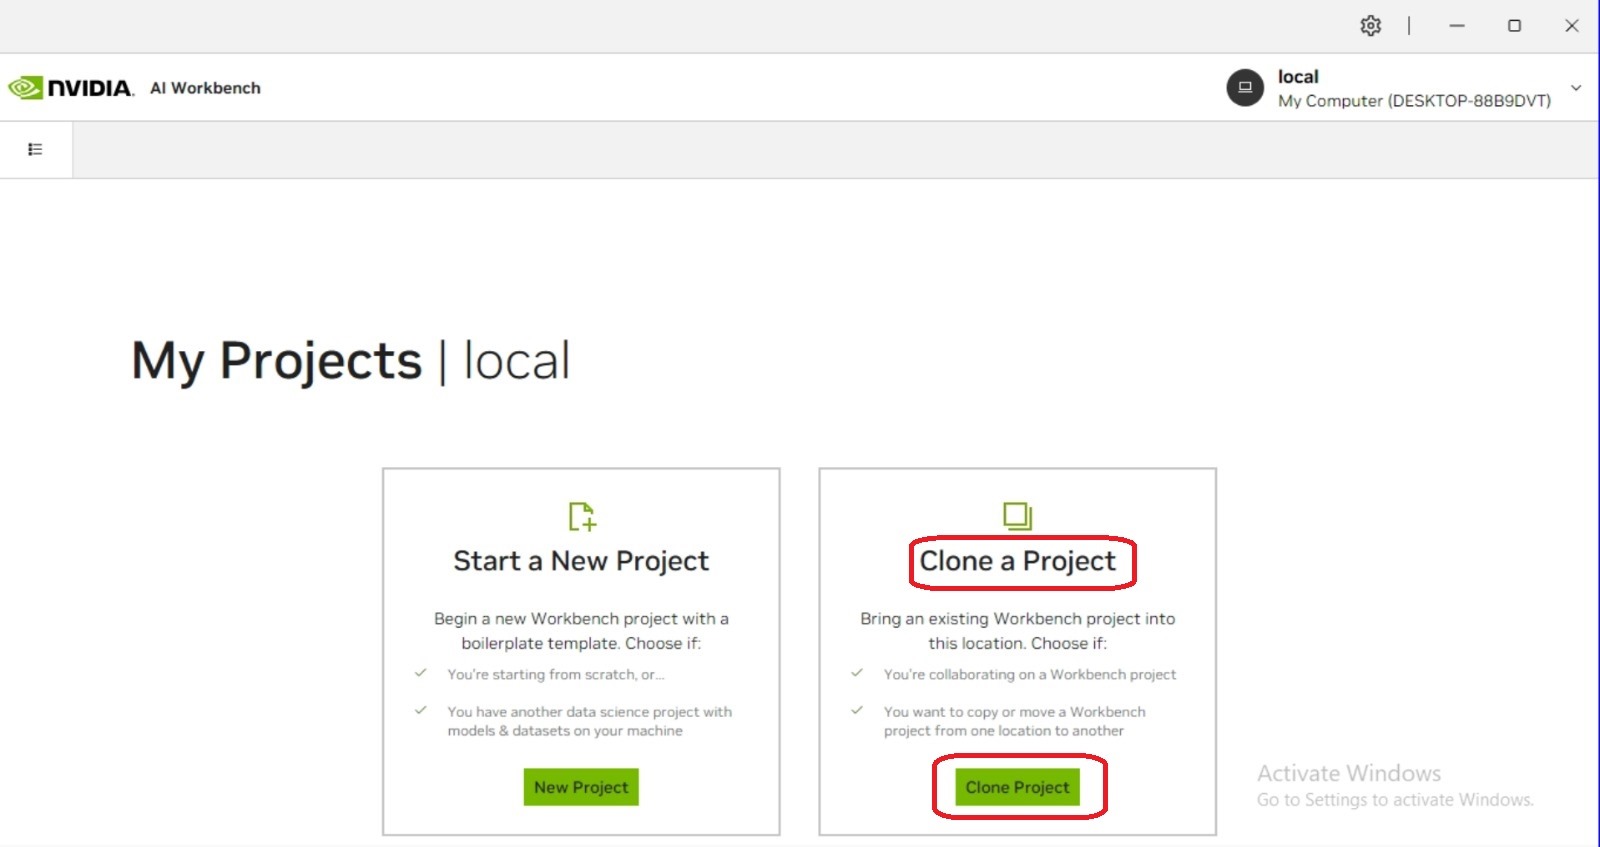 NVIDIA. AI Workbench
local
My Computer (DESKTOP-88B9DVT)
My Projects | local
Start a New Project
Begin a new Workbench project with a
boilerplate template. Choose if:
You're starting from scratch, or...
You have another data science project with
models & datasets on your machine
New Project
Clone a Project
Bring an existing Workbench project into
this location. Choose if:
You're collaborating on a Workbench project
You want to copy or move a Workbench
project from one location to another
Clone Project
Activate Windows
Go to Settings to activate Windows.